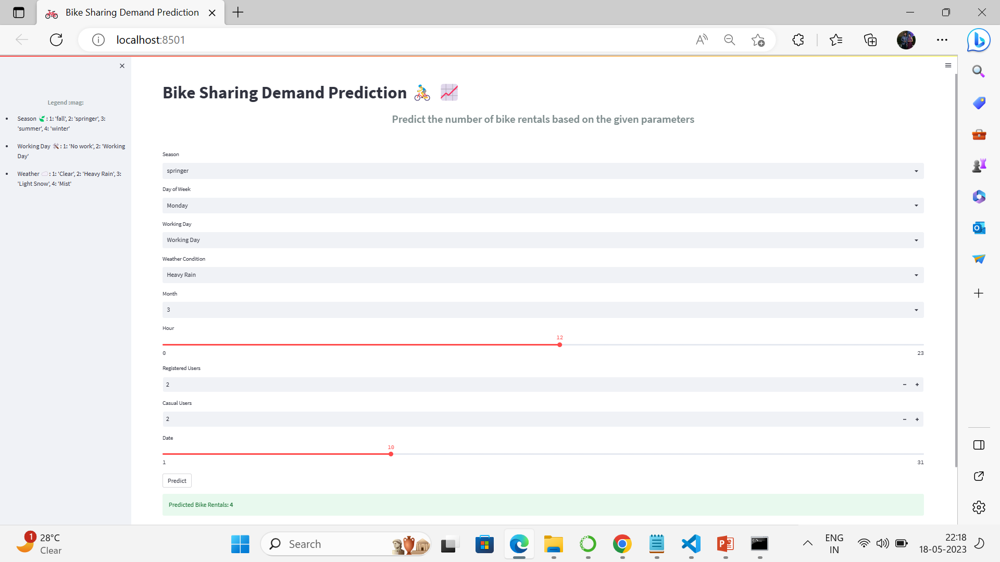 Bike Sharing Demand Prediction
localhost:8501
Legend :mag:
Season : 1: 'fall', 2: 'springer', 3:
'summer', 4: 'winter'
Working Day : 1: 'No work', 2: 'Working
Day'
Weather : 1: 'Clear', 2: 'Heavy Rain', 3:
'Light Snow', 4: 'Mist'
Bike Sharing Demand Prediction
Predict the number of bike rentals based on the given parameters
Season
springer
Day of Week
Monday
Working Day
Working Day
Weather Condition
Heavy Rain
Month
3
Hour
12
0 23
Registered Users
2
Casual Users
2
Date
10
1 31
Predict
Predicted Bike Rentals: 4
1
28°C
Clear
Search
ENG
IN
22:18
18-05-2023